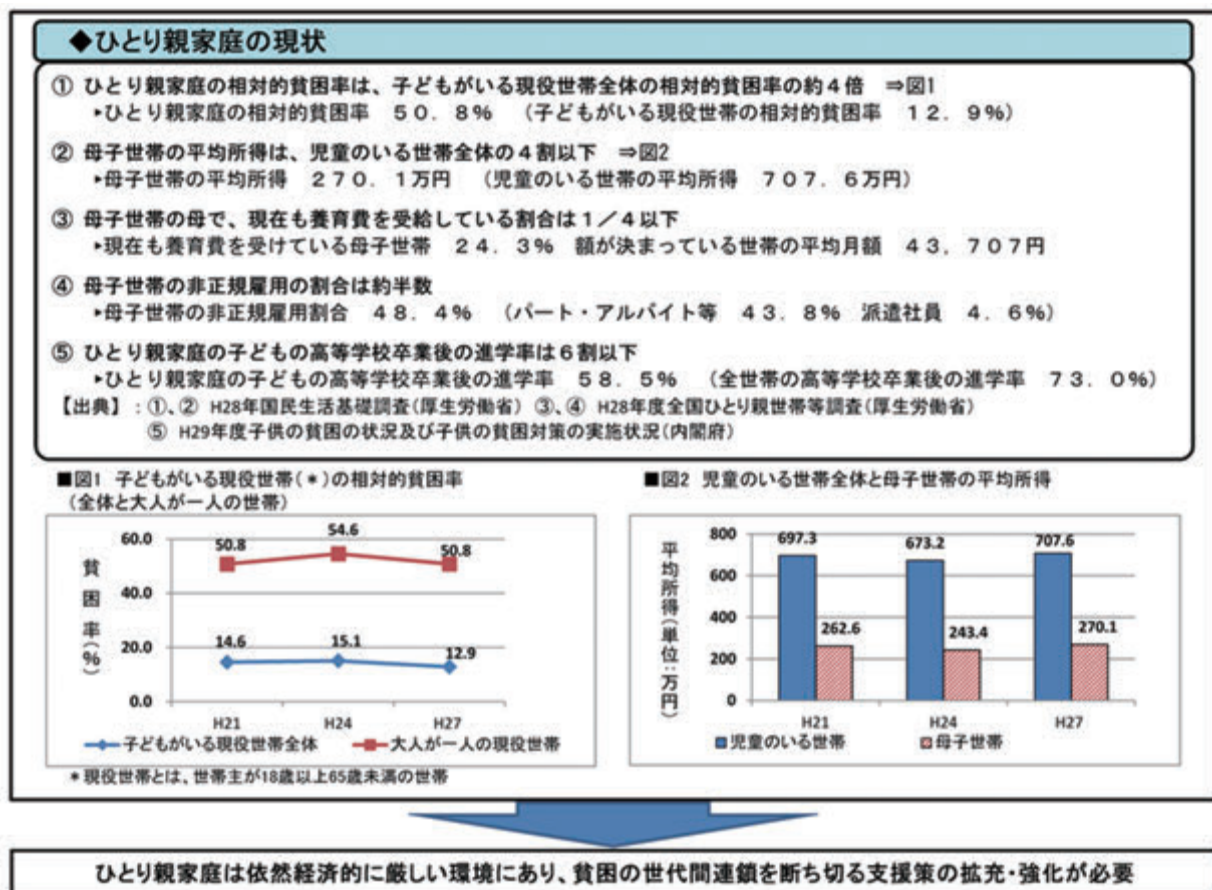 ◆ひとり親家庭の現状
① ひとり親家庭の相対的貧困率は、子どもがいる現役世帯全体の相対的貧困率の約４倍　⇒図1
▸ひとり親家庭の相対的貧困率　５０．８％　（子どもがいる現役世帯の相対的貧困率　１２．９％）
② 母子世帯の平均所得は、児童のいる世帯全体の４割以下　⇒図2
▸母子世帯の平均所得　２７０．１万円　（児童のいる世帯の平均所得　７０７．６万円）
③ 母子世帯の母で、現在も養育費を受給している割合は１／４以下
▸現在も養育費を受けている母子世帯　２４．３％　額が決まっている世帯の平均月額　４３，７０７円
④ 母子世帯の非正規雇用の割合は約半数
▸母子世帯の非正規雇用割合　４８．４％　（パート・アルバイト等　４３．８％　派遣社員　４．６％）
⑤ ひとり親家庭の子どもの高等学校卒業後の進学率は６割以下
▸ひとり親家庭の子どもの高等学校卒業後の進学率　５８．５％　（全世帯の高等学校卒業後の進学率　７３．０％）
【出典】：①、② H28年国民生活基礎調査（厚生労働省） ③、④ H28年度全国ひとり親世帯等調査（厚生労働省）
⑤ H29年度子供の貧困の状況及び子供の貧困対策の実施状況（内閣府）
■図1 子どもがいる現役世帯（＊）の相対的貧困率
（全体と大人が一人の世帯）
貧困率（％）
60.0
40.0
20.0
0.0
50.8
54.6
50.8
14.6
15.1
12.9
H21
H24
H27
子どもがいる現役世帯全体
大人が一人の現役世帯
＊現役世帯とは、世帯主が18歳以上65歳未満の世帯
■図2 児童のいる世帯全体と母子世帯の平均所得
平均所得（単位：万円）
800
600
400
200
0
697.3
262.6
673.2
243.4
707.6
270.1
H21
H24
H27
児童のいる世帯
母子世帯
ひとり親家庭は依然経済的に厳しい環境にあり、貧困の世代間連鎖を断ち切る支援策の拡充・強化が必要